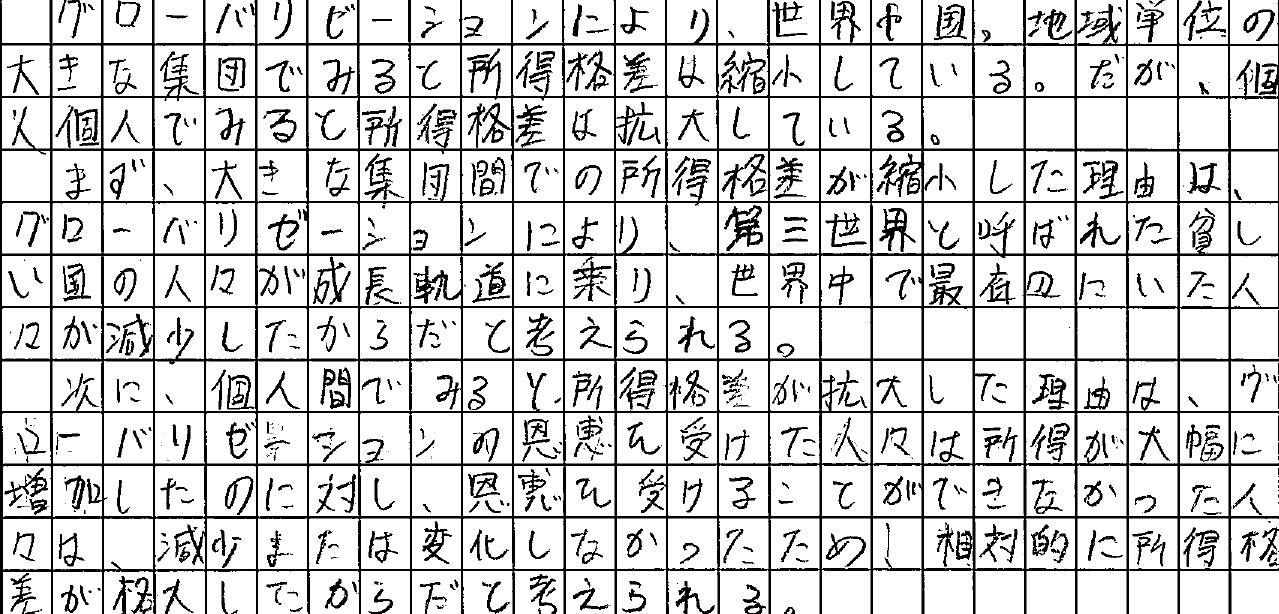 グローバリゼーションにより、世界中国。地域単位の
大きな集団でみると所得格差は縮小している。だが、個
人個人でみると所得格差は拡大している。
まず、大きな集団間での所得格差が縮小した理由は、
グローバリゼーションにより、第三世界と呼ばれた貧し
い国の人々が成長軌道に乗り、世界中で最底辺にいた人
々が減少したからだと考えられる。
次に、個人間でみると、所得格差が拡大した理由は、グ
ローバリゼーションの恩恵を受けた人々は所得が大幅に
増加したのに対し、恩恵を受けることができなかった人
々は、減少または変化しなかったため、相対的に所得格
差が格大してたからだと考えられる。